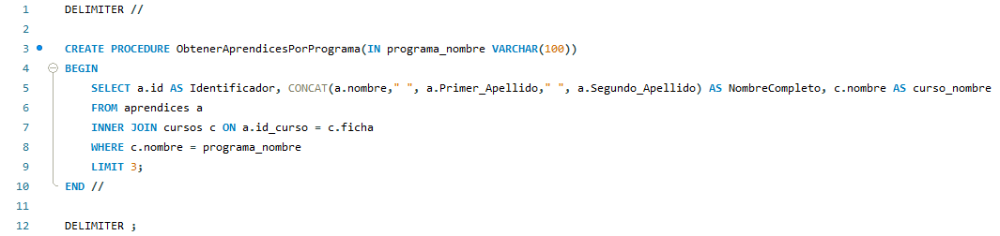 1 DELIMITER //
2
3 CREATE PROCEDURE ObtenerAprendicesPorPrograma(IN programa_nombre VARCHAR(100))
4 BEGIN
5 SELECT a.id AS Identificador, CONCAT(a.nombre," ", a.Primer_Apellido," ", a.Segundo_Apellido) AS NombreCompleto, c.nombre AS curso_nombre
6 FROM aprendices a
7 INNER JOIN cursos c ON a.id_curso = c.ficha
8 WHERE c.nombre = programa_nombre
9 LIMIT 3;
10 END //
11
12 DELIMITER ;